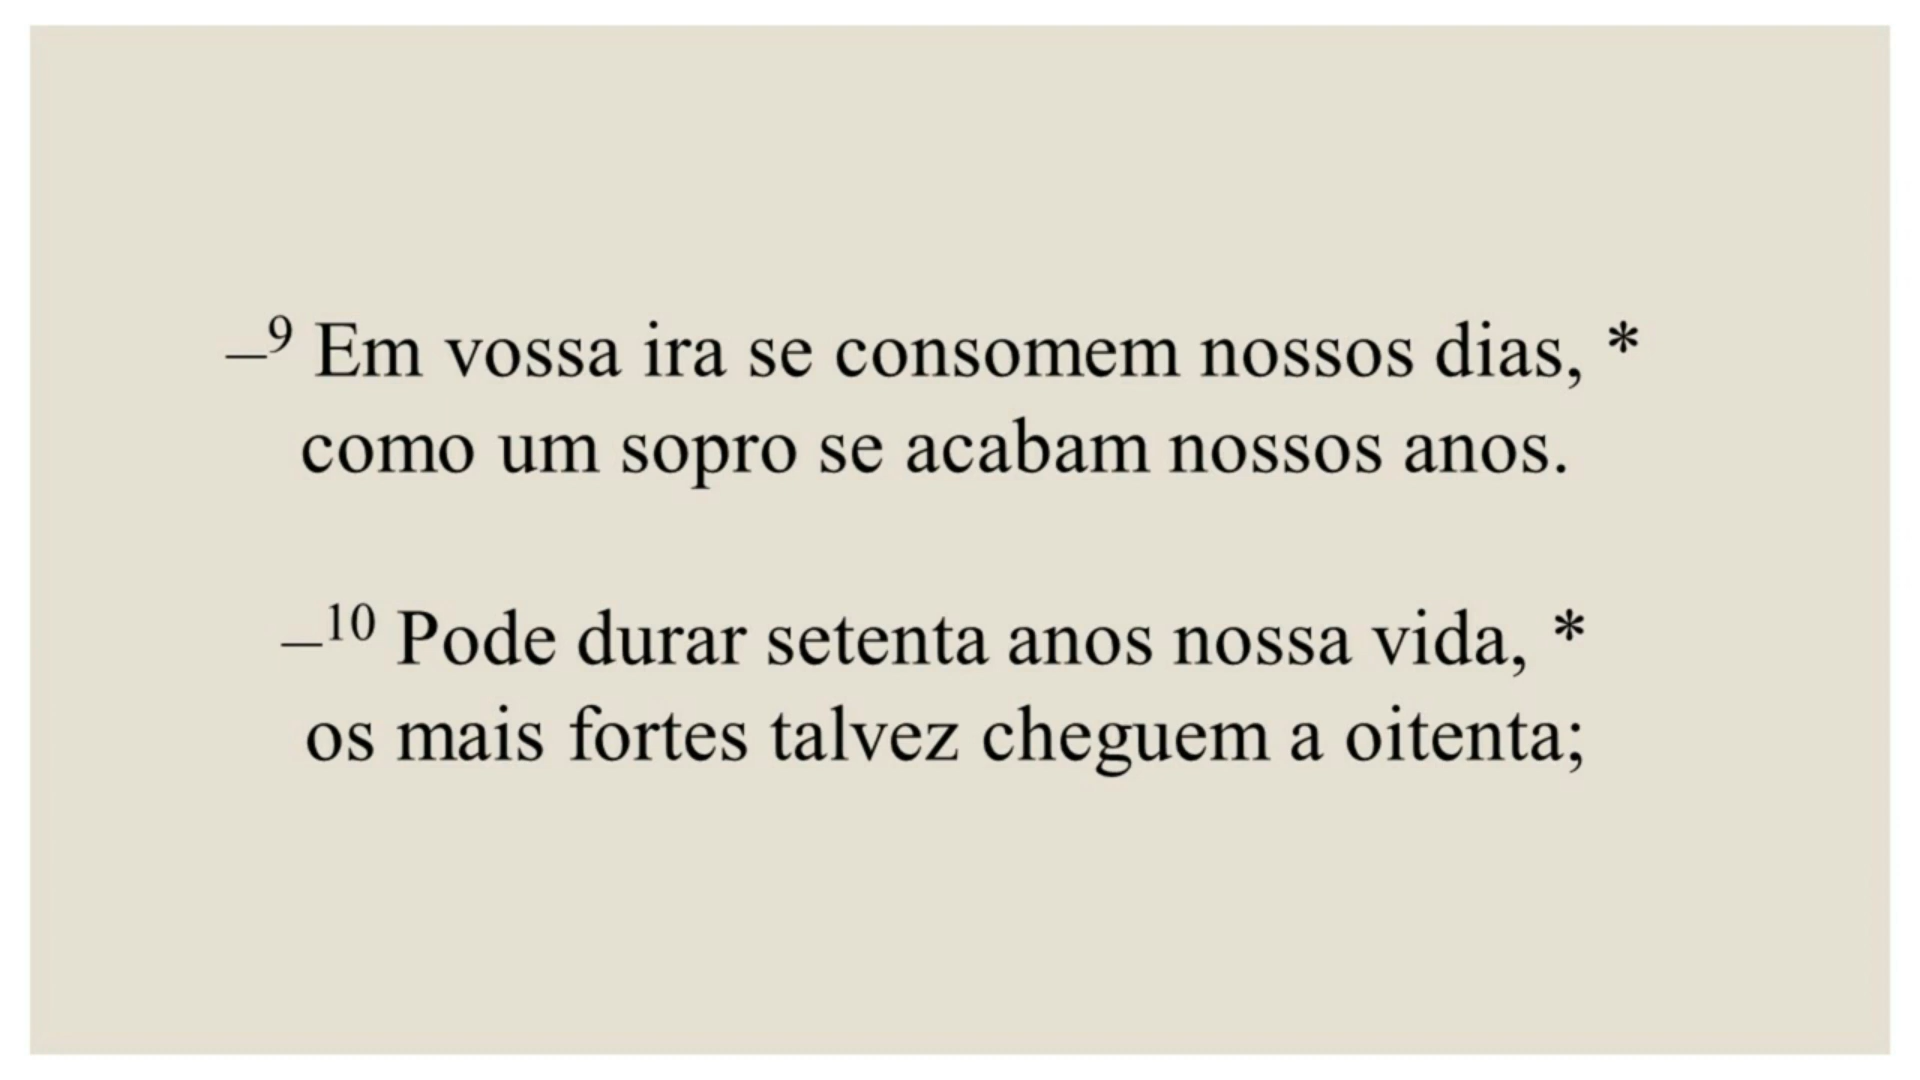 –⁹ Em vossa ira se consomem nossos dias, *
como um sopro se acabam nossos anos.
–¹⁰ Pode durar setenta anos nossa vida, *
os mais fortes talvez cheguem a oitenta;